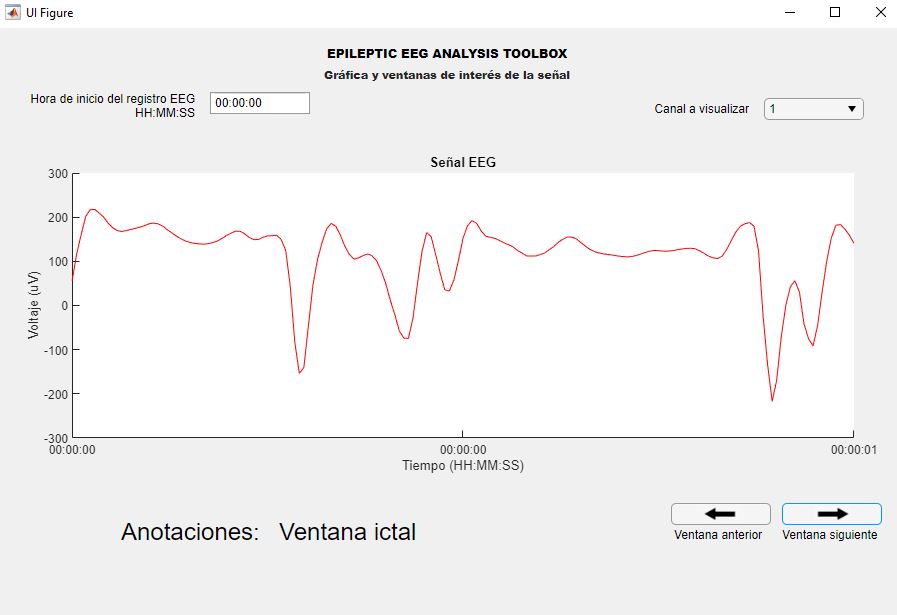 UI Figure
EPILEPTIC EEG ANALYSIS TOOLBOX
Gráfica y ventanas de interés de la señal
Hora de inicio del registro EEG
HH:MM:SS
00:00:00
Canal a visualizar
1
Señal EEG
300
200
100
0
-100
-200
-300
Voltaje (uV)
00:00:00
00:00:00
00:00:01
Tiempo (HH:MM:SS)
Anotaciones: Ventana ictal
Ventana anterior
Ventana siguiente